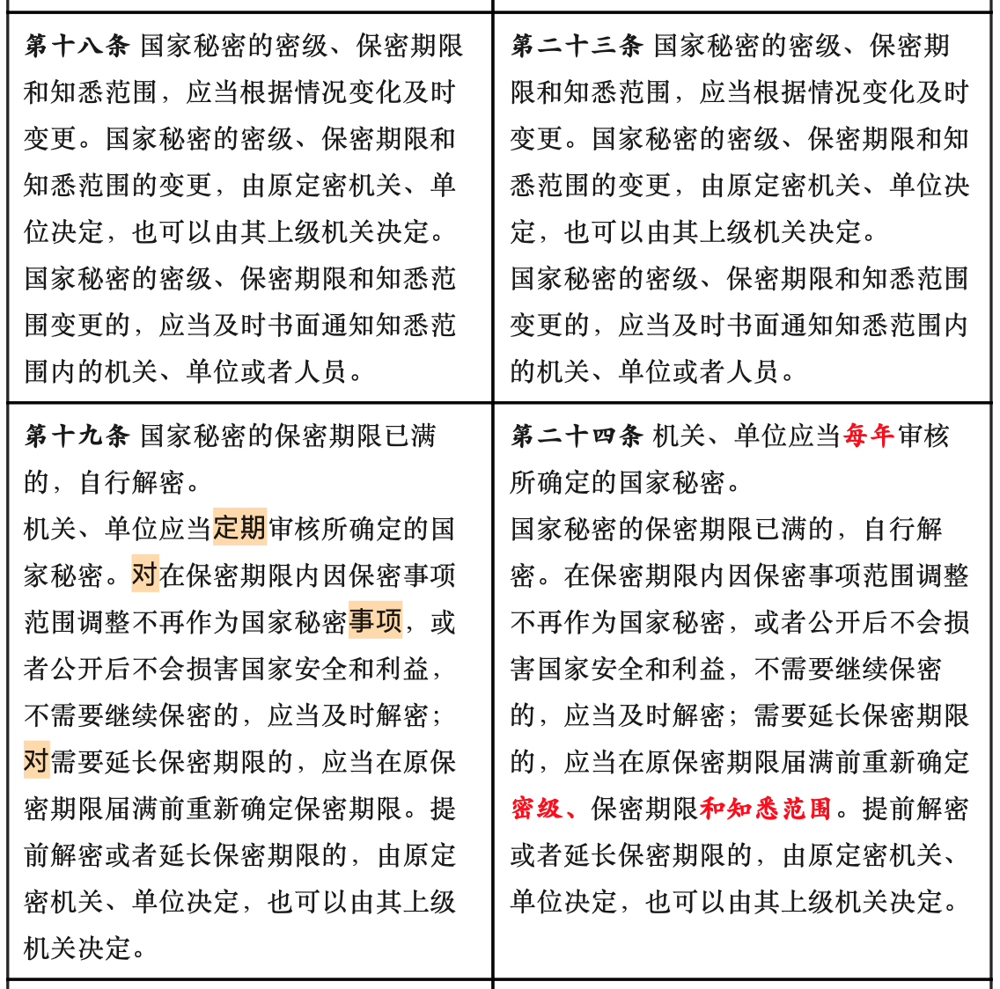 第十八条 国家秘密的密级、保密期限
和知悉范围，应当根据情况变化及时
变更。国家秘密的密级、保密期限和
知悉范围的变更，由原定密机关、单
位决定，也可以由其上级机关决定。
国家秘密的密级、保密期限和知悉范
围变更的，应当及时书面通知知悉范
围内的机关、单位或者人员。
第二十三条 国家秘密的密级、保密期
限和知悉范围，应当根据情况变化及时
变更。国家秘密的密级、保密期限和知
悉范围的变更，由原定密机关、单位决
定，也可以由其上级机关决定。
国家秘密的密级、保密期限和知悉范围
变更的，应当及时书面通知知悉范围内
的机关、单位或者人员。
第十九条 国家秘密的保密期限已满
的，自行解密。
机关、单位应当定期审核所确定的国
家秘密。对在保密期限内因保密事项
范围调整不再作为国家秘密事项，或
者公开后不会损害国家安全和利益，
不需要继续保密的，应当及时解密；
对需要延长保密期限的，应当在原保
密期限届满前重新确定保密期限。提
前解密或者延长保密期限的，由原定
密机关、单位决定，也可以由其上级
机关决定。
第二十四条 机关、单位应当每年审核
所确定的国家秘密。
国家秘密的保密期限已满的，自行解
密。在保密期限内因保密事项范围调整
不再作为国家秘密，或者公开后不会损
害国家安全和利益，不需要继续保密
的，应当及时解密；需要延长保密期限
的，应当在原保密期限届满前重新确定
密级、保密期限和知悉范围。提前解密
或者延长保密期限的，由原定密机关、
单位决定，也可以由其上级机关决定。